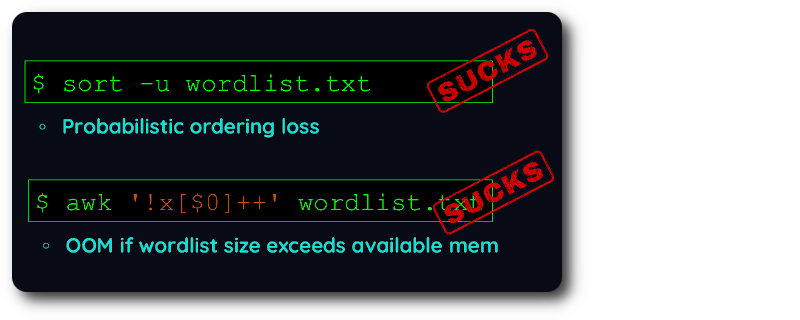 $ sort -u wordlist.txt
SUCKS
◦ Probabilistic ordering loss
$ awk '!x[$0]++' wordlist.txt
SUCKS
◦ OOM if wordlist size exceeds available mem